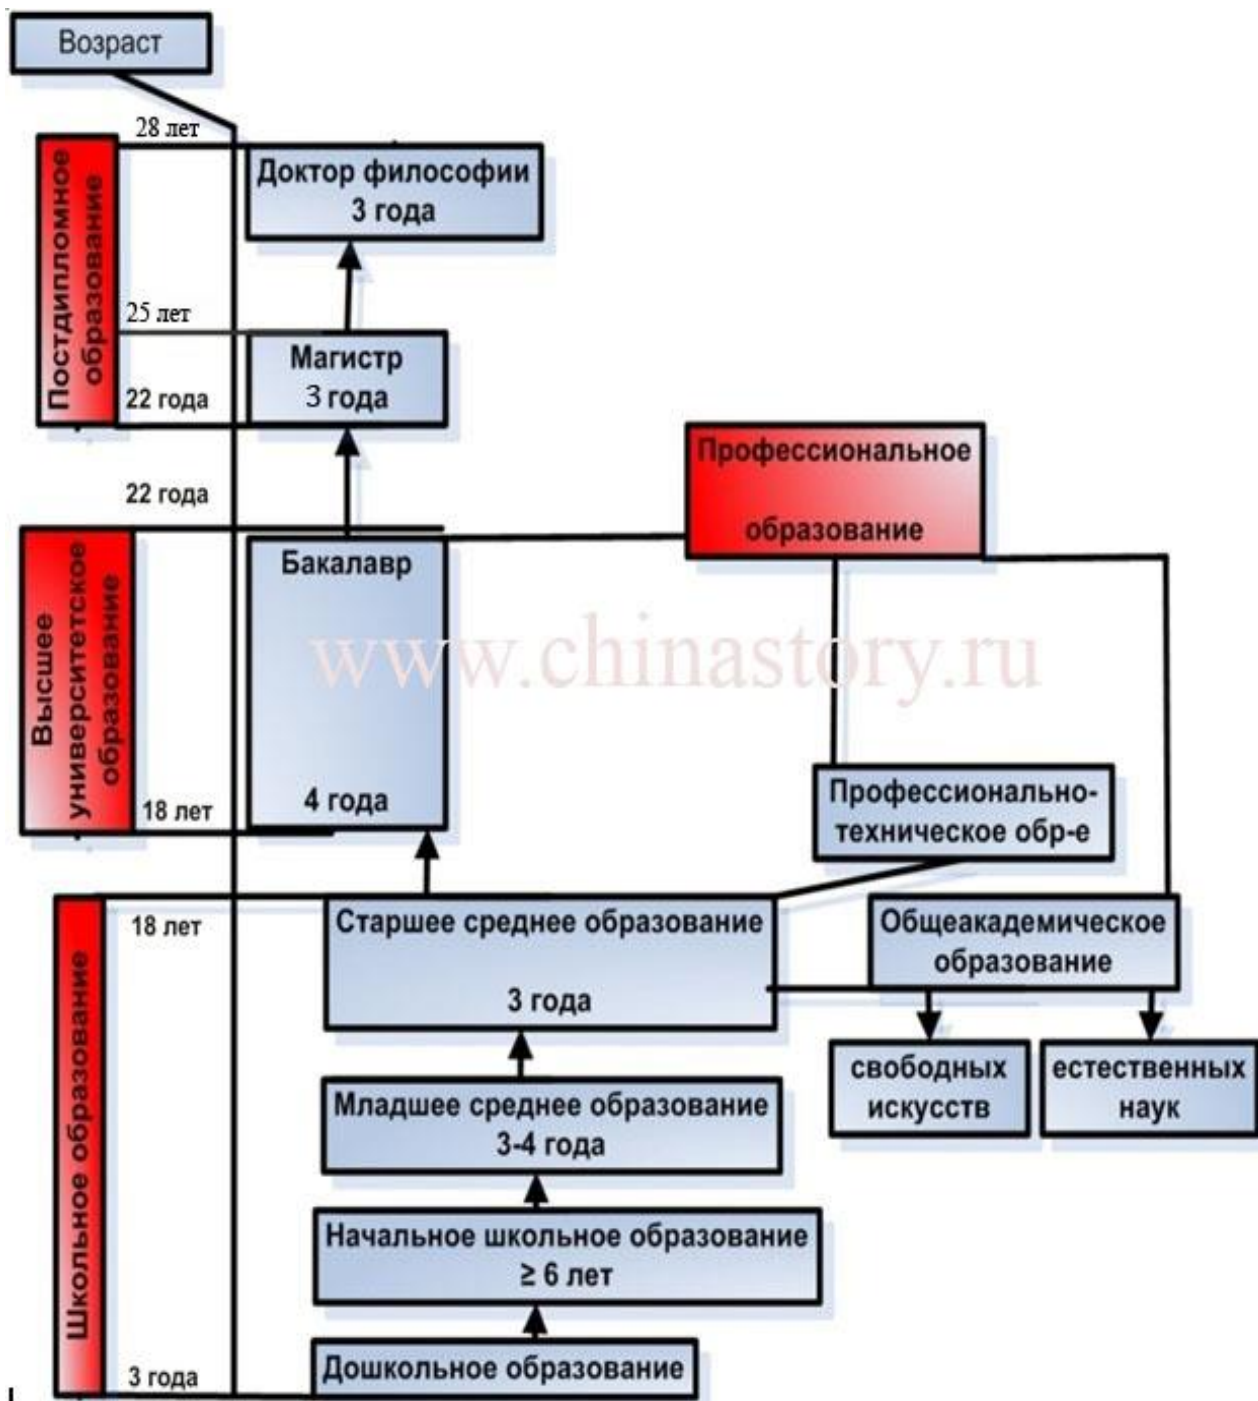 Возраст
28 лет
Доктор философии
3 года
Постдипломное
образование
25 лет
Магистр
3 года
22 года
22 года
Профессиональное
образование
Высшее
университетское
образование
Бакалавр
4 года
18 лет
www.chinastory.ru
Профессионально-
техническое обр-е
Школьное образование
18 лет
Старшее среднее образование
3 года
Общеакадемическое
образование
свободных
искусств
естественных
наук
Младшее среднее образование
3-4 года
Начальное школьное образование
≥ 6 лет
Дошкольное образование
3 года